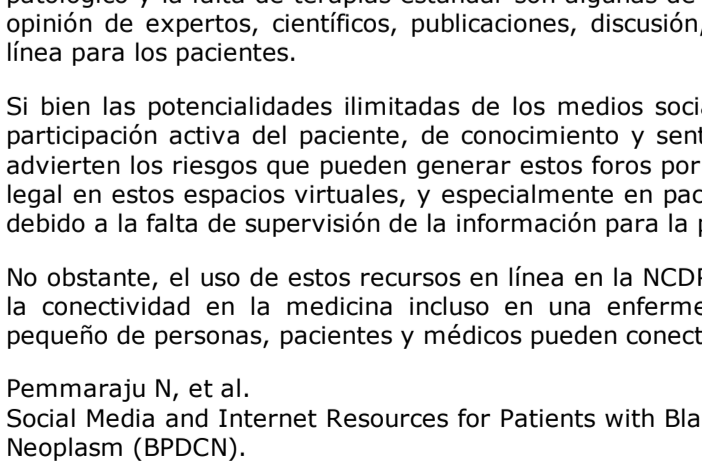 patológico y la falta de terapias estándar son algunas de
opinión de expertos, científicos, publicaciones, discusión,
línea para los pacientes.
Si bien las potencialidades ilimitadas de los medios soci
participación activa del paciente, de conocimiento y sent
advierten los riesgos que pueden generar estos foros por
legal en estos espacios virtuales, y especialmente en pac
debido a la falta de supervisión de la información para la p
No obstante, el uso de estos recursos en línea en la NCDP
la conectividad en la medicina incluso en una enferme
pequeño de personas, pacientes y médicos pueden conect
Pemmaraju N, et al.
Social Media and Internet Resources for Patients with Bla
Neoplasm (BPDCN).